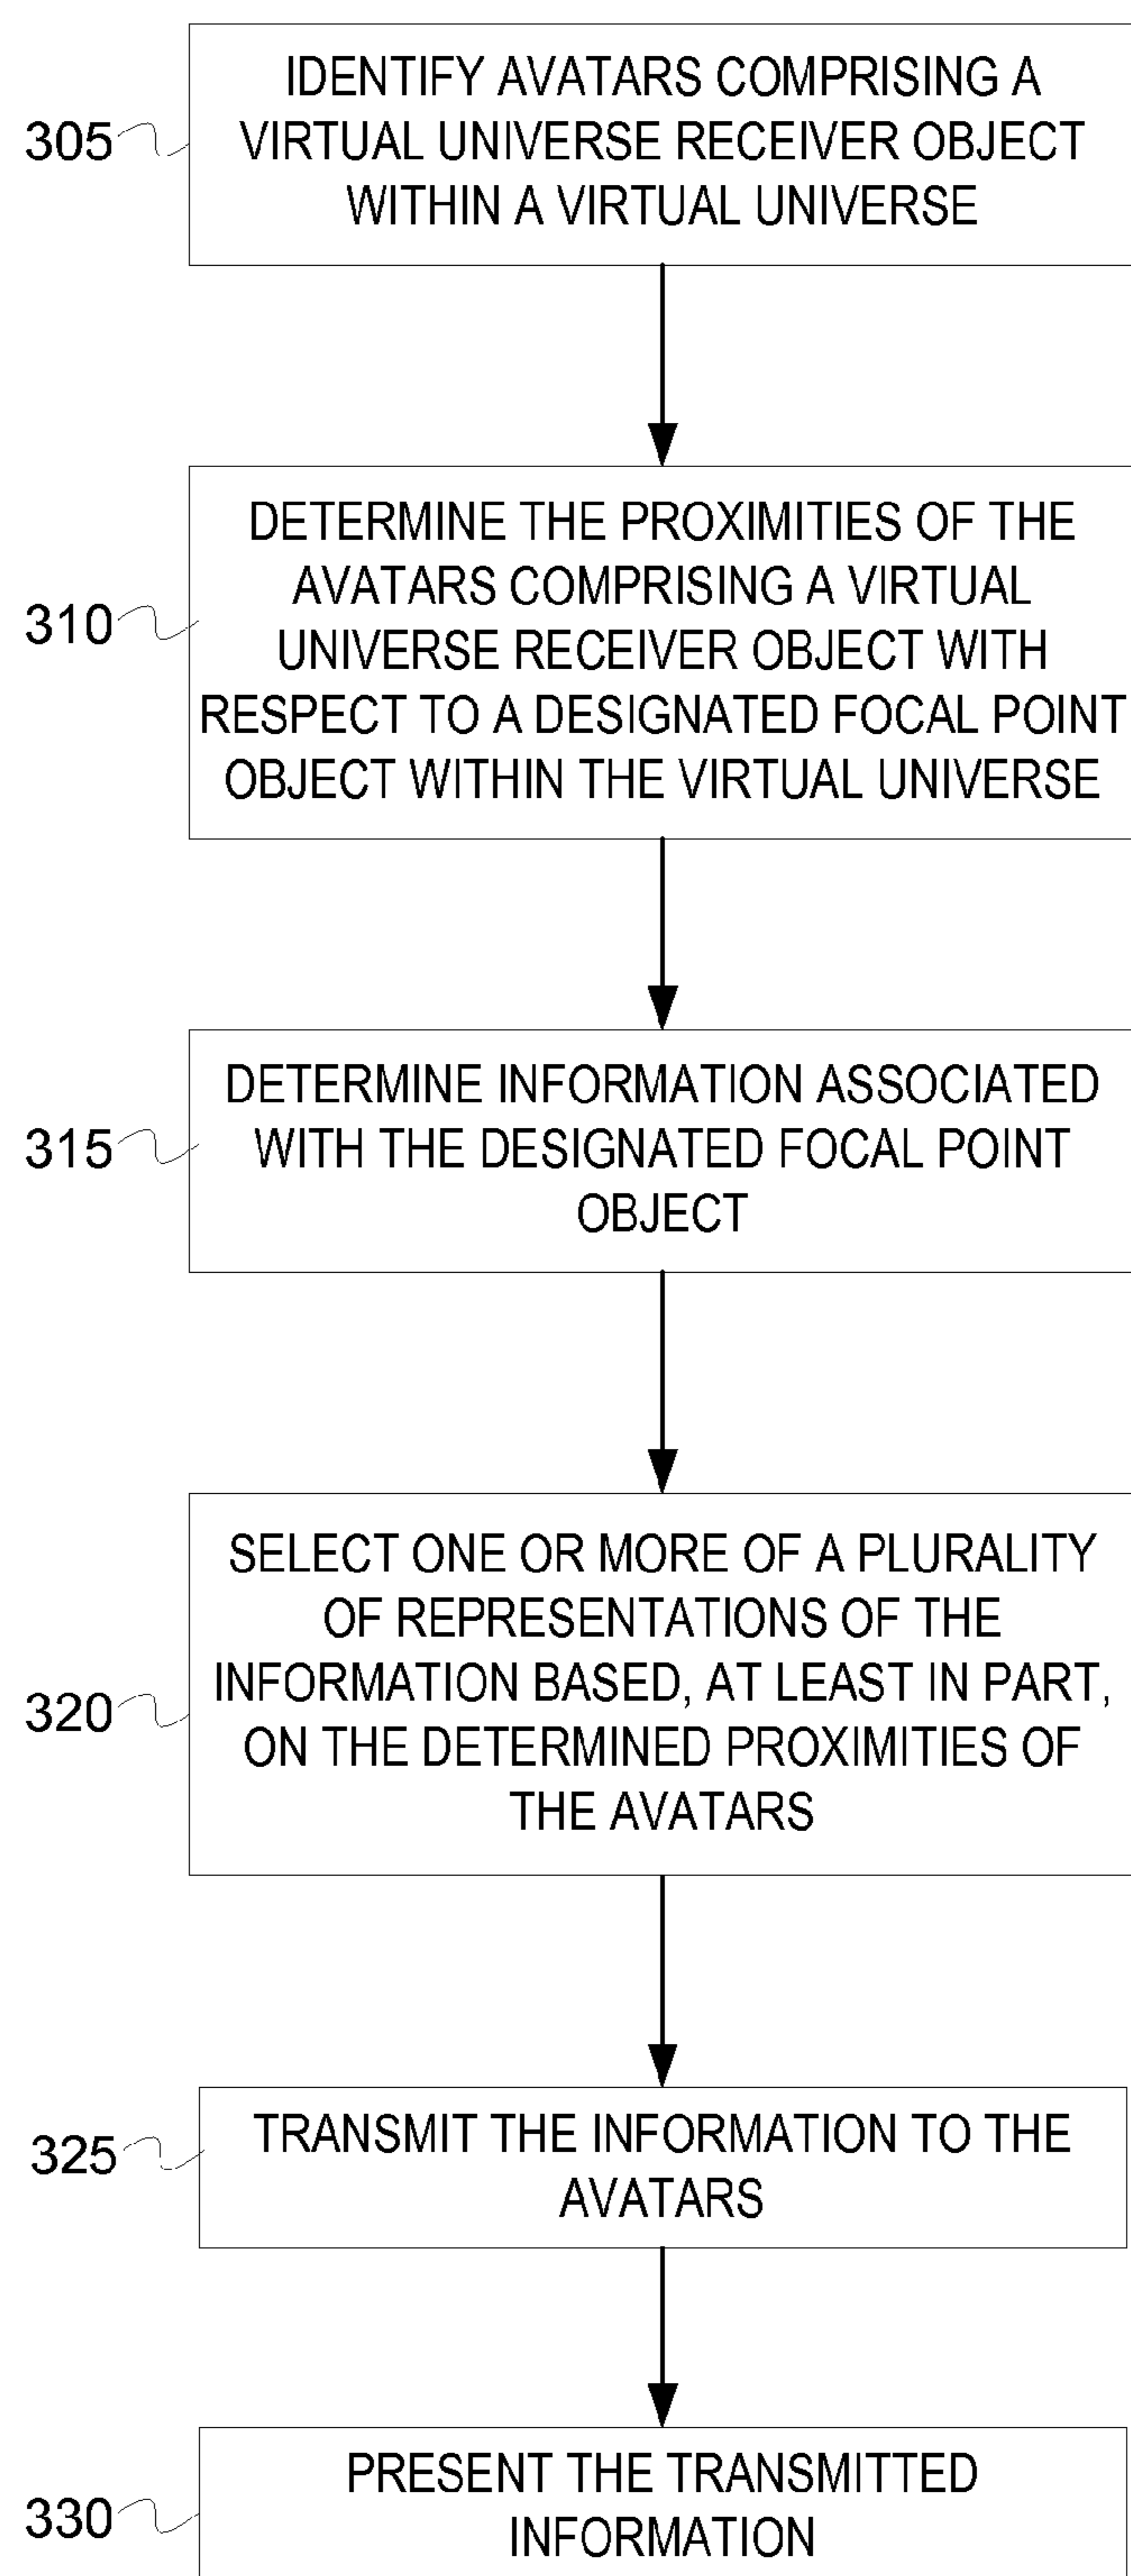 IDENTIFY AVATARS COMPRISING A
305
VIRTUAL UNIVERSE RECEIVER OBJECT
WITHIN A VIRTUAL UNIVERSE
DETERMINE THE PROXIMITIES OF THE
AVATARS COMPRISING A VIRTUAL
310
UNIVERSE RECEIVER OBJECT WITH
RESPECT TO A DESIGNATED FOCAL POINT
OBJECT WITHIN THE VIRTUAL UNIVERSE
DETERMINE INFORMATION ASSOCIATED
315
WITH THE DESIGNATED FOCAL POINT
OBJECT
SELECT ONE OR MORE OF A PLURALITY
OF REPRESENTATIONS OF THE
INFORMATION BASED, AT LEAST IN PART,
320
ON THE DETERMINED PROXIMITIES OF
THE AVATARS
325
TRANSMIT THE INFORMATION TO THE
AVATARS
PRESENT THE TRANSMITTED
330
INFORMATION